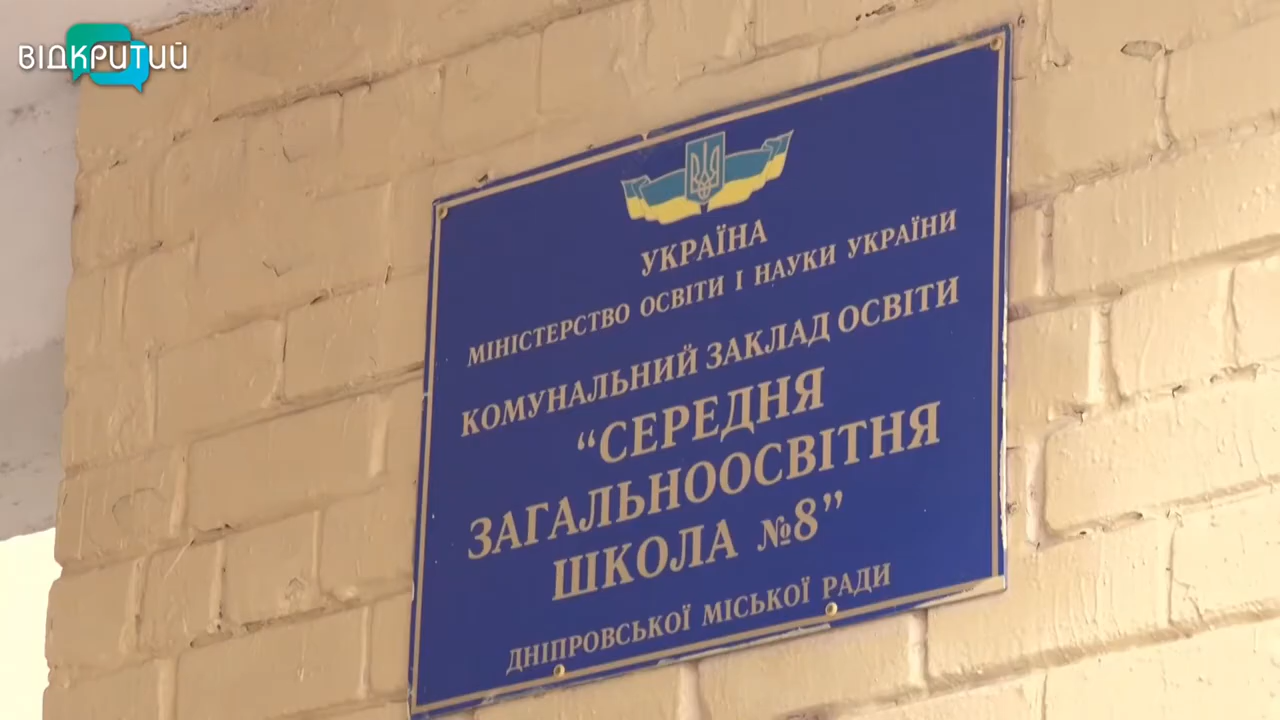 ВІДКРИТИЙ
УКРАЇНА
МІНІСТЕРСТВО ОСВІТИ І НАУКИ УКРАЇНИ
КОМУНАЛЬНИЙ ЗАКЛАД ОСВІТИ
“СЕРЕДНЯ
ЗАГАЛЬНООСВІТНЯ
ШКОЛА №8”
ДНІПРОВСЬКОЇ МІСЬКОЇ РАДИ